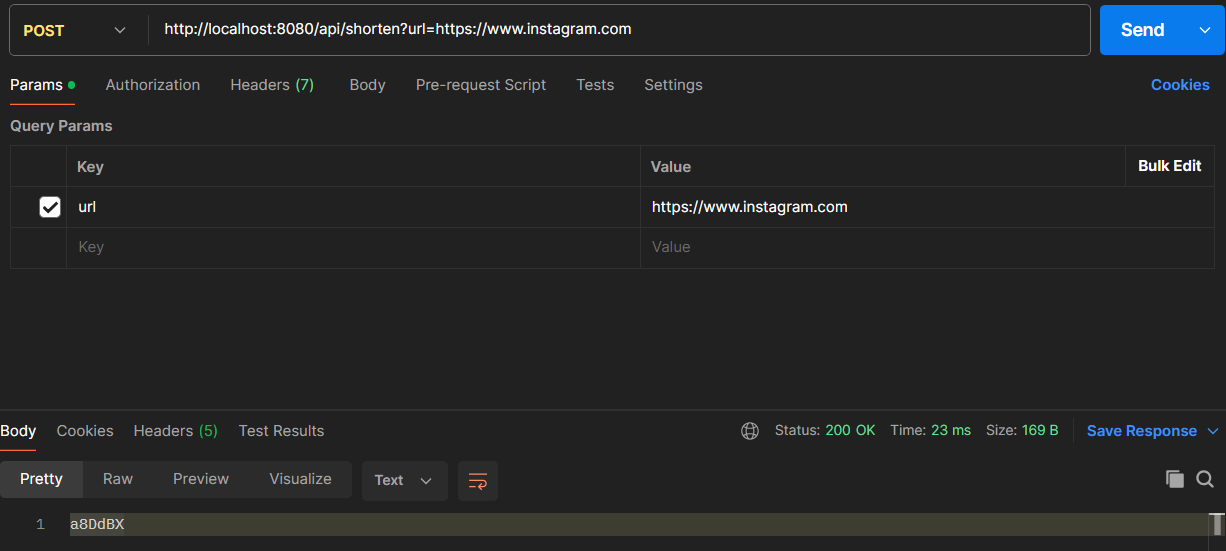 POST http://localhost:8080/api/shorten?url=https://www.instagram.com Send
Params Authorization Headers (7) Body Pre-request Script Tests Settings Cookies
Query Params
Key Value Bulk Edit
url https://www.instagram.com
Key Value
Body Cookies Headers (5) Test Results Status: 200 OK Time: 23 ms Size: 169 B Save Response
Pretty Raw Preview Visualize Text
1 a8DdBX